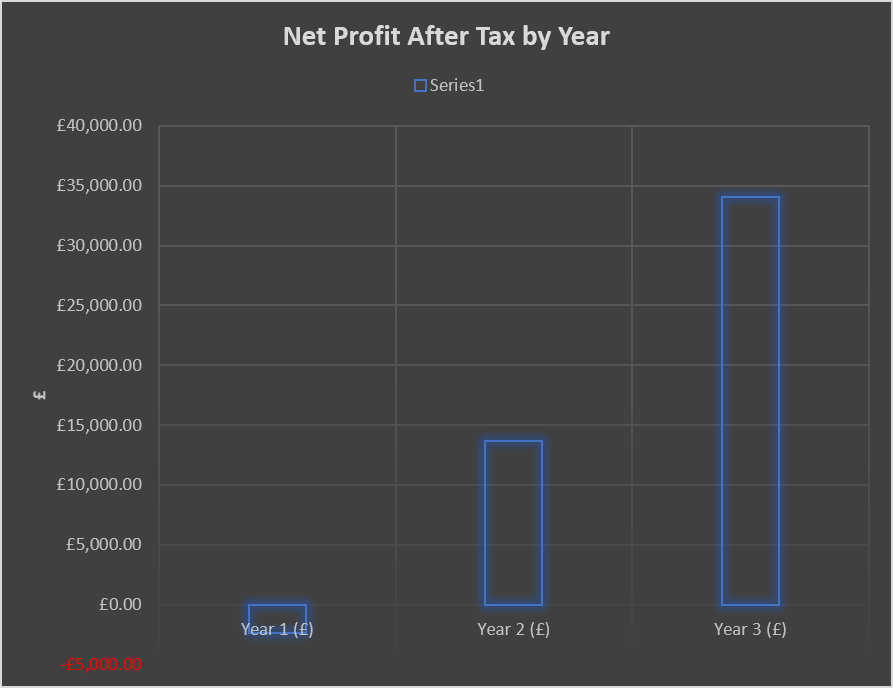 Net Profit After Tax by Year
Series1
£40,000.00
£35,000.00
£30,000.00
£25,000.00
£20,000.00
£15,000.00
£10,000.00
£5,000.00
£0.00
-£5,000.00
£
Year 1 (£)
Year 2 (£)
Year 3 (£)